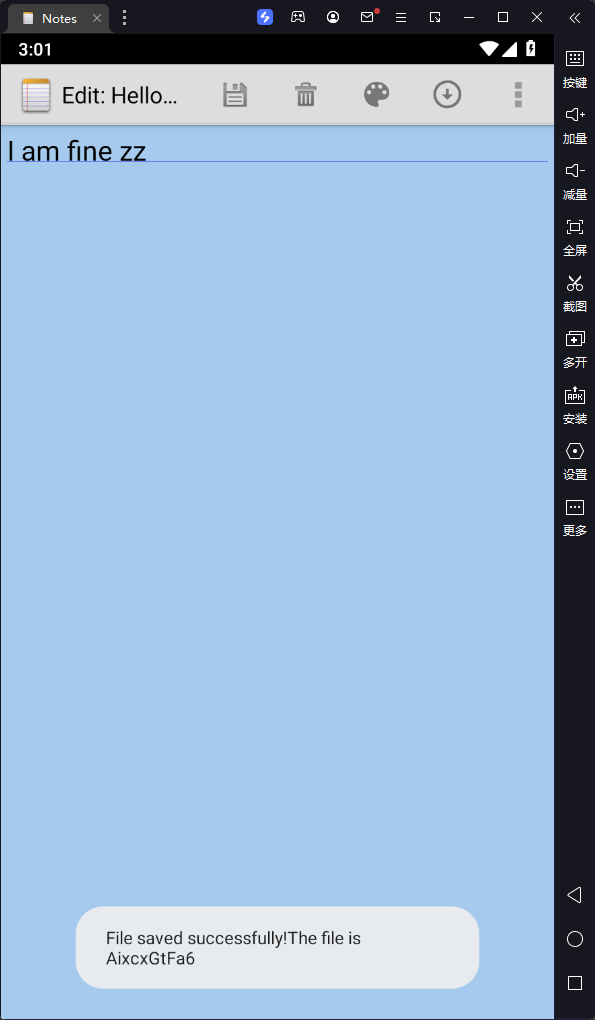 Notes
3:01
Edit: Hello...
I am fine zz
File saved successfully!The file is
AixcxGtFa6
按键
加量
减量
全屏
截图
多开
APK
安装
设置
更多